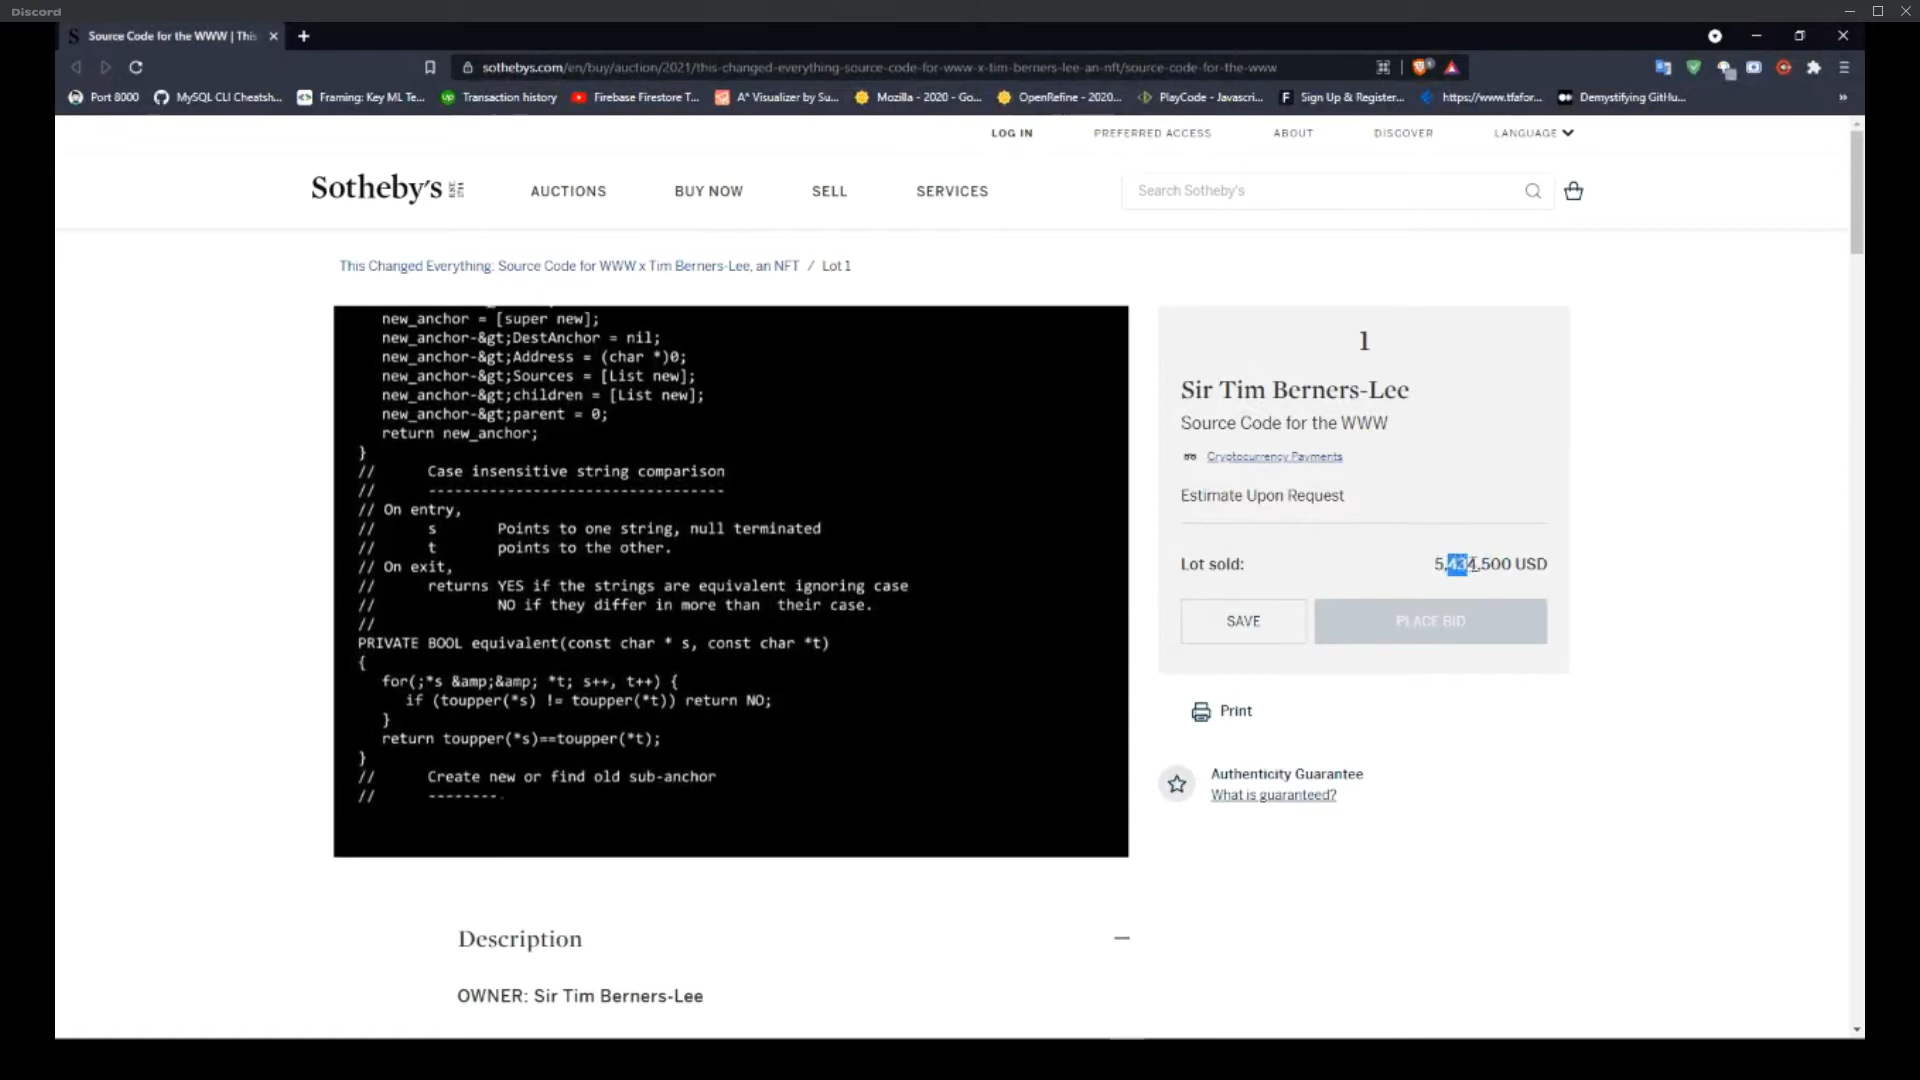 Discord
Source Code for the WWW | This
sothebys.com/en/buy/auction/2021/this-changed-everything-source-code-for-www-x-tim-berners-lee-an-nft/source-code-for-the-www
Port 8000
MySQL CLI Cheatsh...
Framing: Key ML Te...
Transaction history
Firebase Firestore T...
A* Visualizer by Su...
Mozilla - 2020 - Go...
OpenRefine - 2020...
PlayCode - Javascri...
Sign Up & Register...
https://www.tfafor...
Demystifying GitHu...
LOG IN
PREFERRED ACCESS
ABOUT
DISCOVER
LANGUAGE
Sotheby's EST. 1744
AUCTIONS
BUY NOW
SELL
SERVICES
Search Sotheby's
This Changed Everything: Source Code for WWW x Tim Berners-Lee, an NFT / Lot 1
new_anchor = [super new];
new_anchor-&gt;DestAnchor = nil;
new_anchor-&gt;Address = (char *)0;
new_anchor-&gt;Sources = [List new];
new_anchor-&gt;children = [List new];
new_anchor-&gt;parent = 0;
return new_anchor;
}
// Case insensitive string comparison
// ----------------------------------
// On entry,
// s Points to one string, null terminated
// t points to the other.
// On exit,
// returns YES if the strings are equivalent ignoring case
// NO if they differ in more than their case.
//
PRIVATE BOOL equivalent(const char * s, const char *t)
{
for(;*s &amp;&amp; *t; s++, t++) {
if (toupper(*s) != toupper(*t)) return NO;
}
return toupper(*s)==toupper(*t);
}
// Create new or find old sub-anchor
// --------
1
Sir Tim Berners-Lee
Source Code for the WWW
Cryptocurrency Payments
Estimate Upon Request
Lot sold: 5,434,500 USD
SAVE
PLACE BID
Print
Authenticity Guarantee
What is guaranteed?
Description
OWNER: Sir Tim Berners-Lee